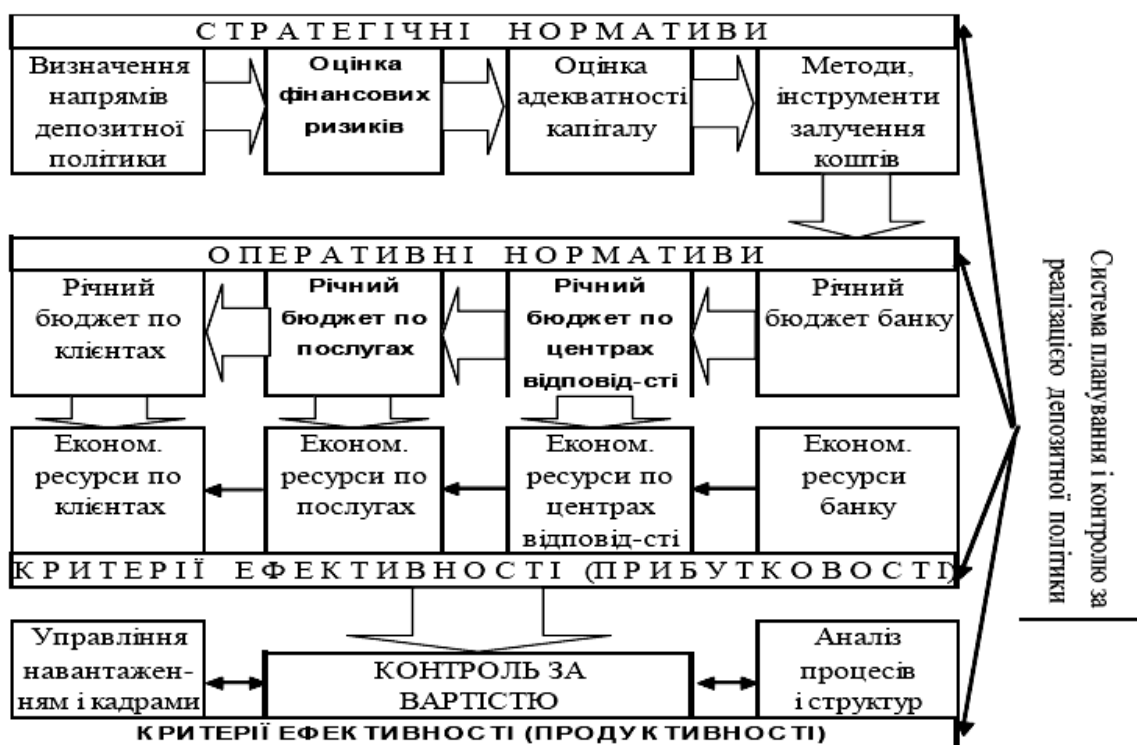 СТРАТЕГІЧНІ НОРМАТИВИ
Визначення
напрямів
депозитної
політики
Оцінка
фінансових
ризиків
Оцінка
адекватності
капіталу
Методи,
інструменти
залучення
коштів
ОПЕРАТИВНІ НОРМАТИВИ
Річний
бюджет по
клієнтах
Річний
бюджет по
послугах
Річний
бюджет по
центрах
відповід-сті
Річний
бюджет банку
Економ.
ресурси по
клієнтах
Економ.
ресурси по
послугах
Економ.
ресурси по
центрах
відповід-сті
Економ.
ресурси
банку
КРИТЕРІЇ ЕФЕКТИВНОСТІ (ПРИБУТКОВОСТІ)
Управління
навантажен-
ням і кадрами
КОНТРОЛЬ ЗА
ВАРТІСТЮ
Аналіз
процесів
і структур
КРИТЕРІЇ ЕФЕКТИВНОСТІ (ПРОДУКТИВНОСТІ)
Система планування і контролю за
реалізацією депозитної політики